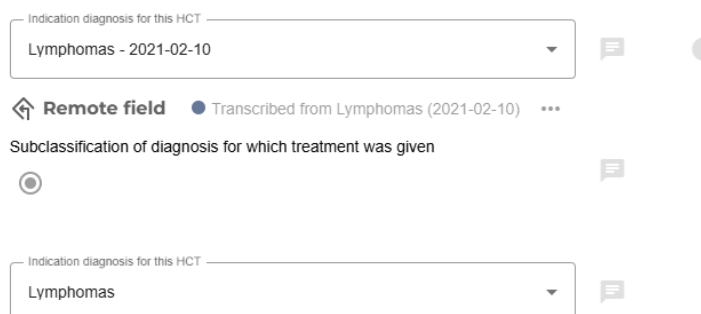 Indication diagnosis for this HCT
Lymphomas - 2021-02-10
Remote field Transcribed from Lymphomas (2021-02-10)
Subclassification of diagnosis for which treatment was given
Indication diagnosis for this HCT
Lymphomas